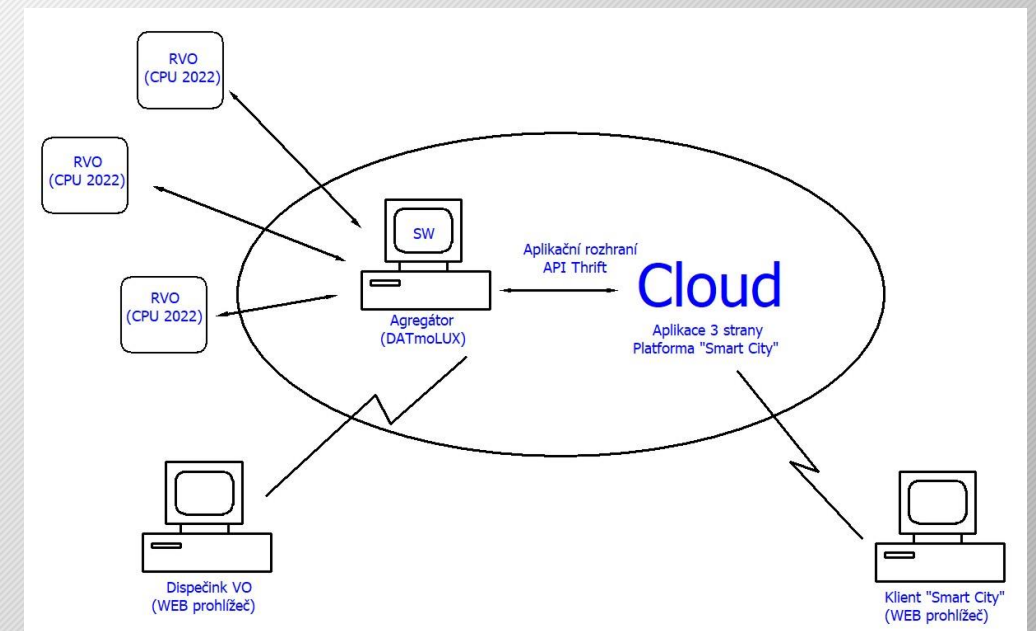 RVO
(CPU 2022)
RVO
(CPU 2022)
RVO
(CPU 2022)
SW
Agregátor
(DATmoLUX)
Aplikační rozhraní
API Thrift
Cloud
Aplikace 3 strany
Platforma "Smart City"
Dispečink VO
(WEB prohlížeč)
Klient "Smart City"
(WEB prohlížeč)